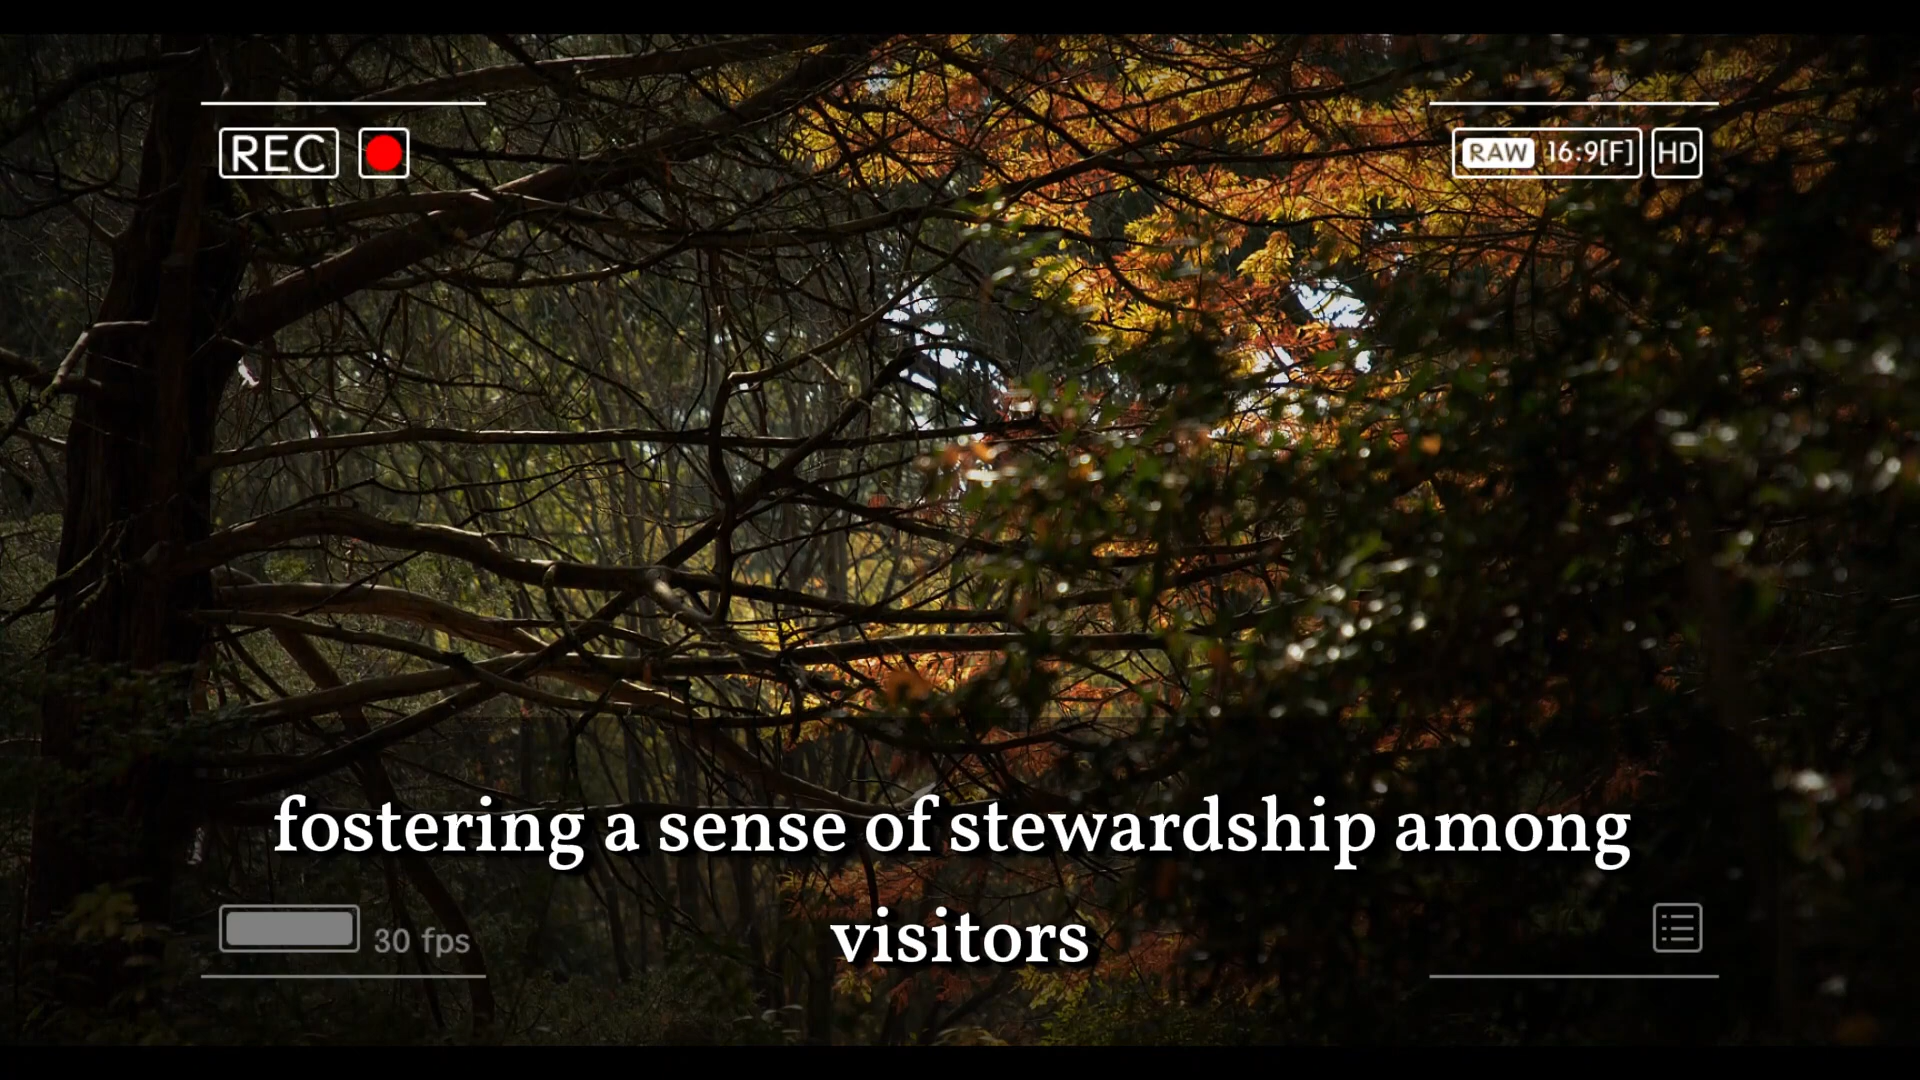 REC
RAW 16:9[F] HD
fostering a sense of stewardship among
visitors
30 fps